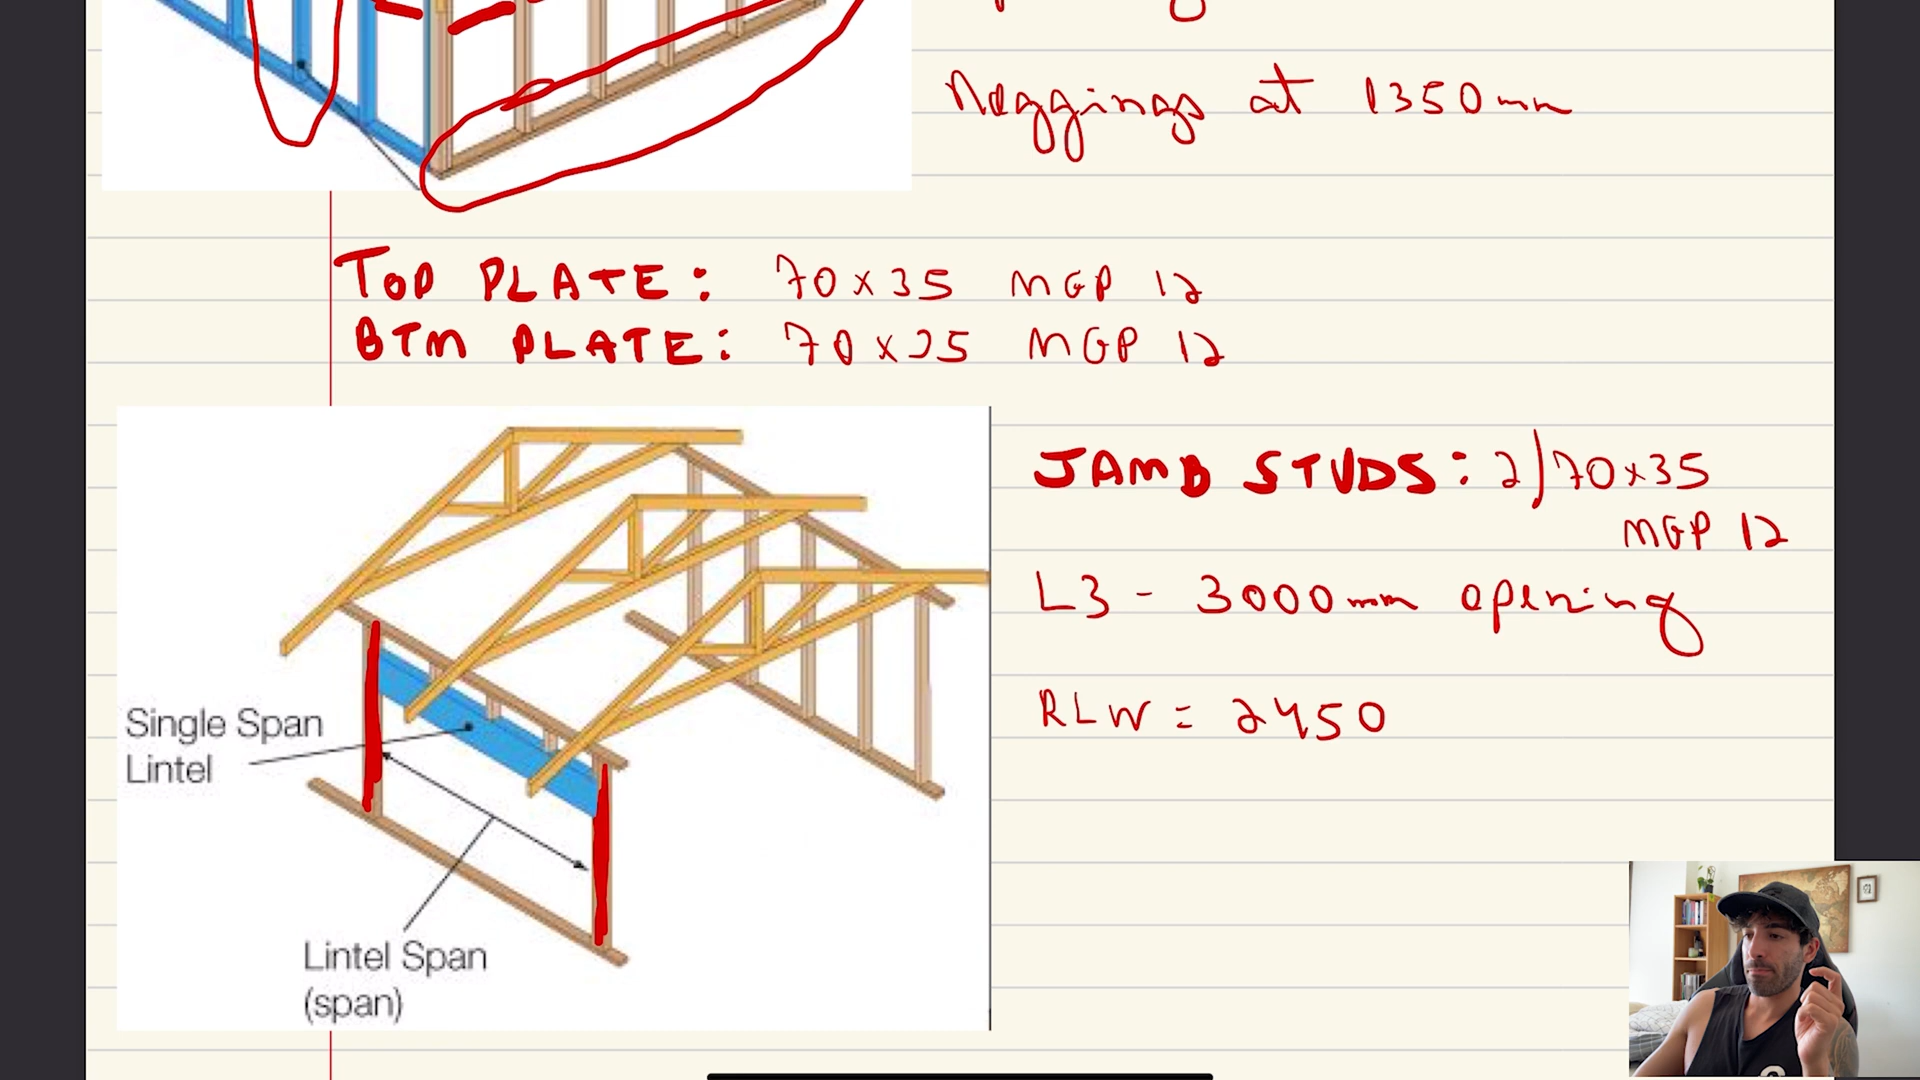 Neggings at 1350mm
TOP PLATE: 70x35 MGP 12
BTM PLATE: 70x35 MGP 12
JAMB STUDS: 2/70x35
MGP 12
L3 - 3000mm opening
RLW = 2450
Single Span
Lintel
Lintel Span
(span)